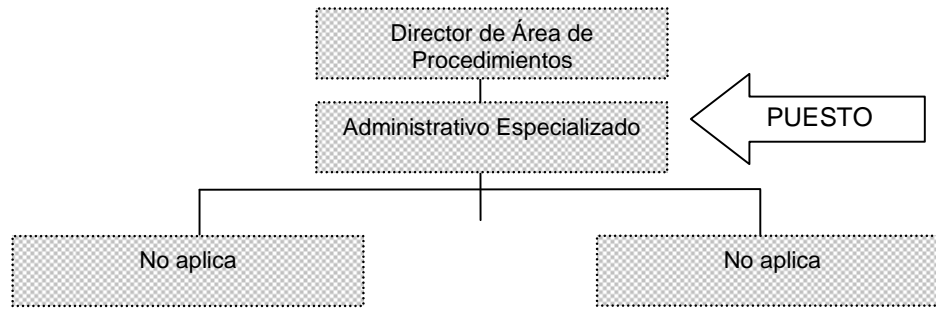 Director de Área de
Procedimientos
Administrativo Especializado
PUESTO
No aplica
No aplica